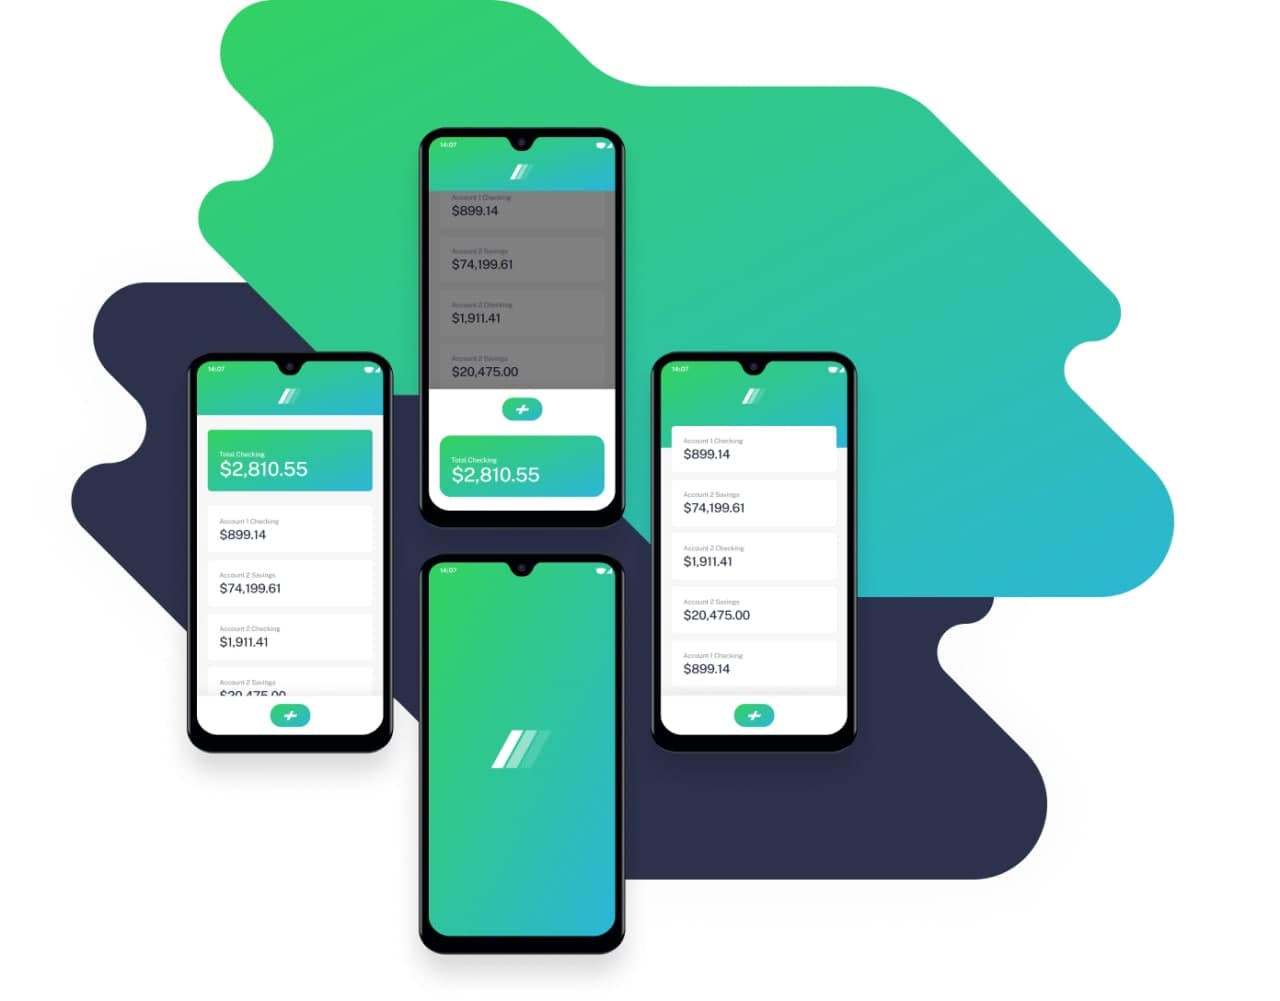 14:07
Total Checking
$2,810.55
Account 1 Checking
$899.14
Account 2 Savings
$74,199.61
Account 2 Checking
$1,911.41
Account 2 Savings
$20,475.00
14:07
Account 1 Checking
$899.14
Account 2 Savings
$74,199.61
Account 2 Checking
$1,911.41
Account 2 Savings
$20,475.00
Total Checking
$2,810.55
14:07
14:07
Account 1 Checking
$899.14
Account 2 Savings
$74,199.61
Account 2 Checking
$1,911.41
Account 2 Savings
$20,475.00
Account 1 Checking
$899.14